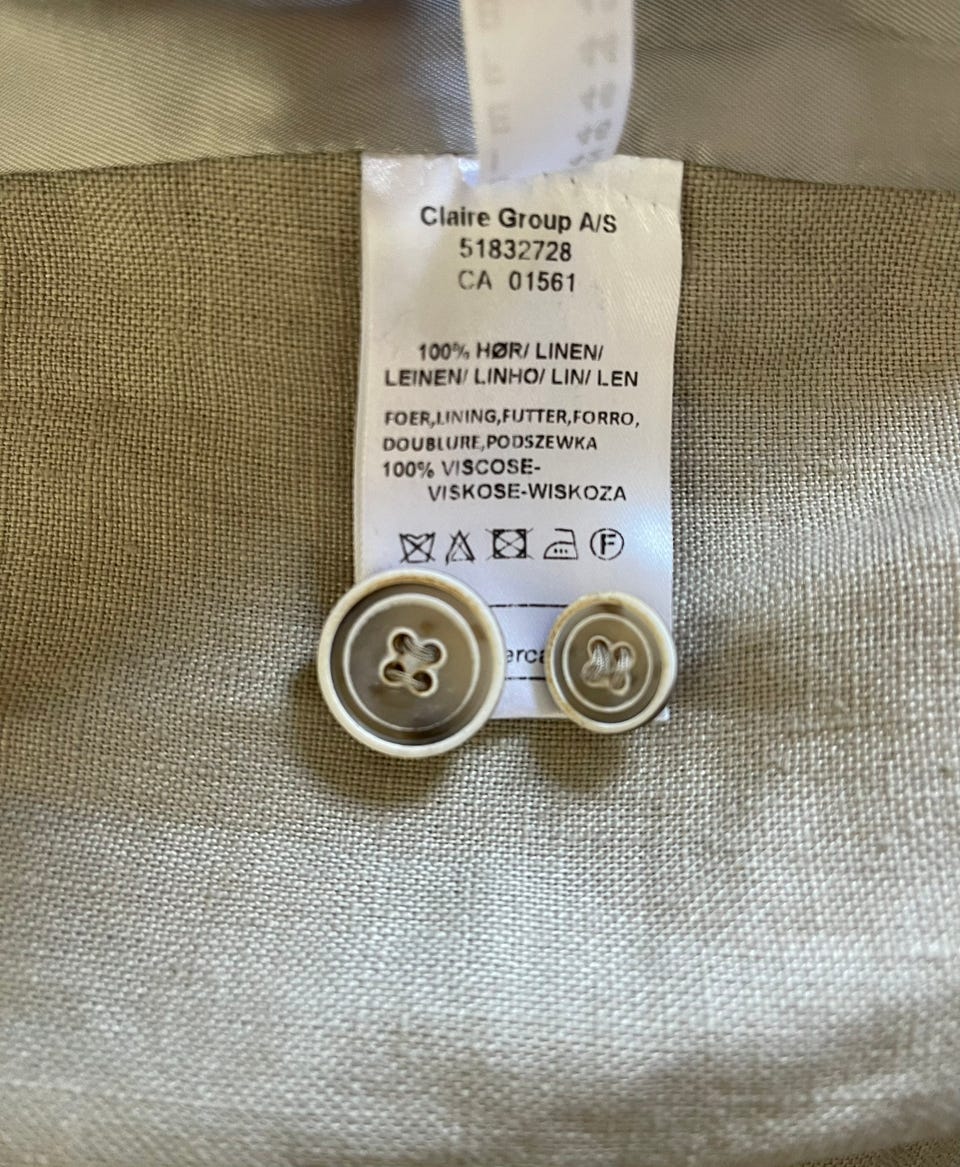 Claire Group A/S
51832728
CA 01561
100% HØR/ LINEN/
LEINEN/ LINHO/ LIN/ LEN
FOER,LINING,FUTTER,FORRO,
DOUBLURE,PODSZEWKA
100% VISCOSE-
VISKOSE-WISKOZA
F